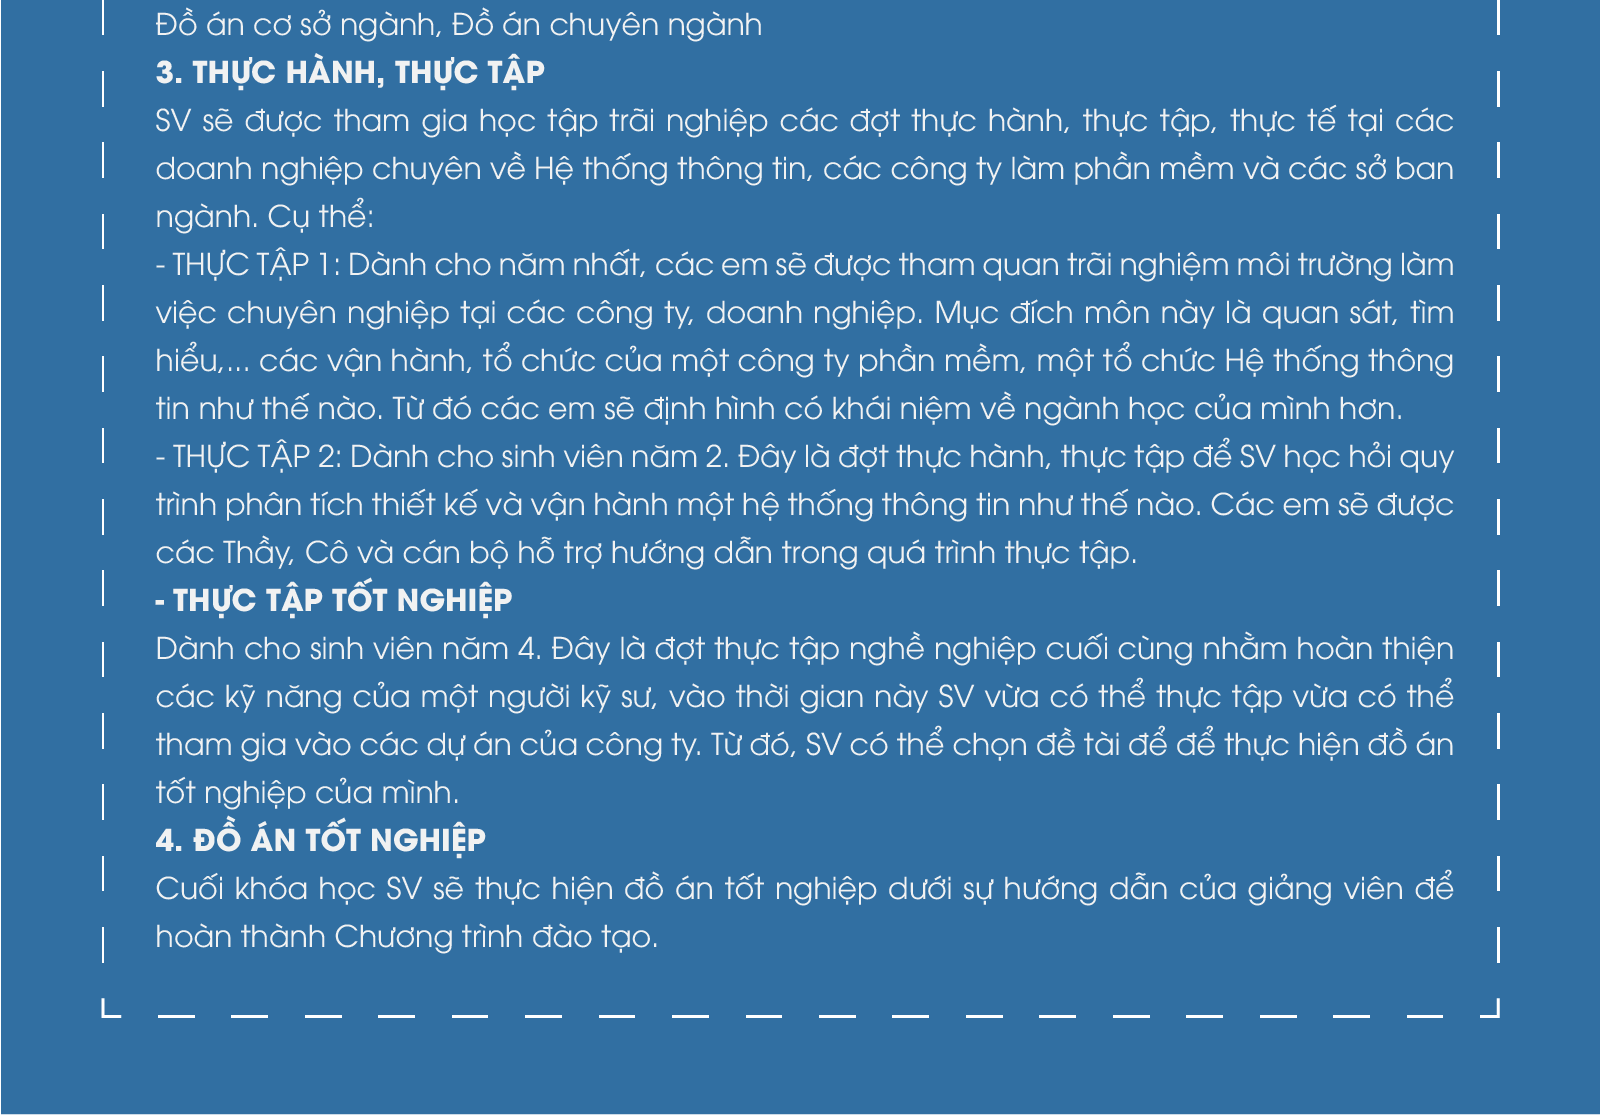 Đồ án cơ sở ngành, Đồ án chuyên ngành
3. THỰC HÀNH, THỰC TẬP
SV sẽ được tham gia học tập trãi nghiệp các đợt thực hành, thực tập, thực tế tại các
doanh nghiệp chuyên về Hệ thống thông tin, các công ty làm phần mềm và các sở ban
ngành. Cụ thể:
- THỰC TẬP 1: Dành cho năm nhất, các em sẽ được tham quan trãi nghiệm môi trường làm
việc chuyên nghiệp tại các công ty, doanh nghiệp. Mục đích môn này là quan sát, tìm
hiểu,... các vận hành, tổ chức của một công ty phần mềm, một tổ chức Hệ thống thông
tin như thế nào. Từ đó các em sẽ định hình có khái niệm về ngành học của mình hơn.
- THỰC TẬP 2: Dành cho sinh viên năm 2. Đây là đợt thực hành, thực tập để SV học hỏi quy
trình phân tích thiết kế và vận hành một hệ thống thông tin như thế nào. Các em sẽ được
các Thầy, Cô và cán bộ hỗ trợ hướng dẫn trong quá trình thực tập.
- THỰC TẬP TỐT NGHIỆP
Dành cho sinh viên năm 4. Đây là đợt thực tập nghề nghiệp cuối cùng nhằm hoàn thiện
các kỹ năng của một người kỹ sư, vào thời gian này SV vừa có thể thực tập vừa có thể
tham gia vào các dự án của công ty. Từ đó, SV có thể chọn đề tài để để thực hiện đồ án
tốt nghiệp của mình.
4. ĐỒ ÁN TỐT NGHIỆP
Cuối khóa học SV sẽ thực hiện đồ án tốt nghiệp dưới sự hướng dẫn của giảng viên để
hoàn thành Chương trình đào tạo.